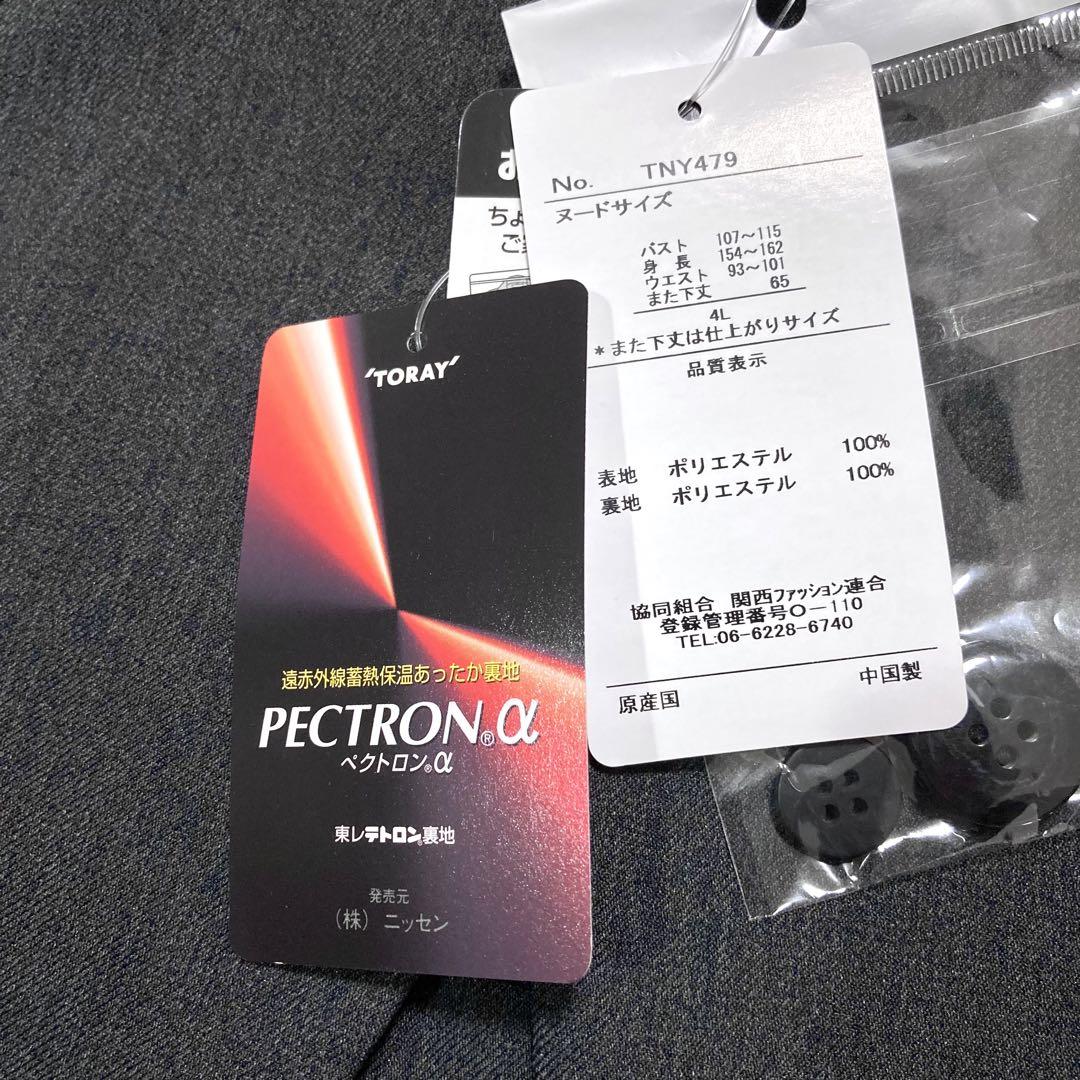 No. TNY479
ヌードサイズ
バスト 107～115
身長 154～162
ウエスト 93～101
また下丈 65
4L
＊また下丈は仕上がりサイズ
品質表示
表地 ポリエステル 100%
裏地 ポリエステル 100%
協同組合 関西ファッション連合
登録管理番号O－110
TEL:06-6228-6740
原産国 中国製
'TORAY'
遠赤外線蓄熱保温あったか裏地
PECTRON®α
ペクトロン®α
東レテトロン®裏地
発売元
（株）ニッセン
ちょ